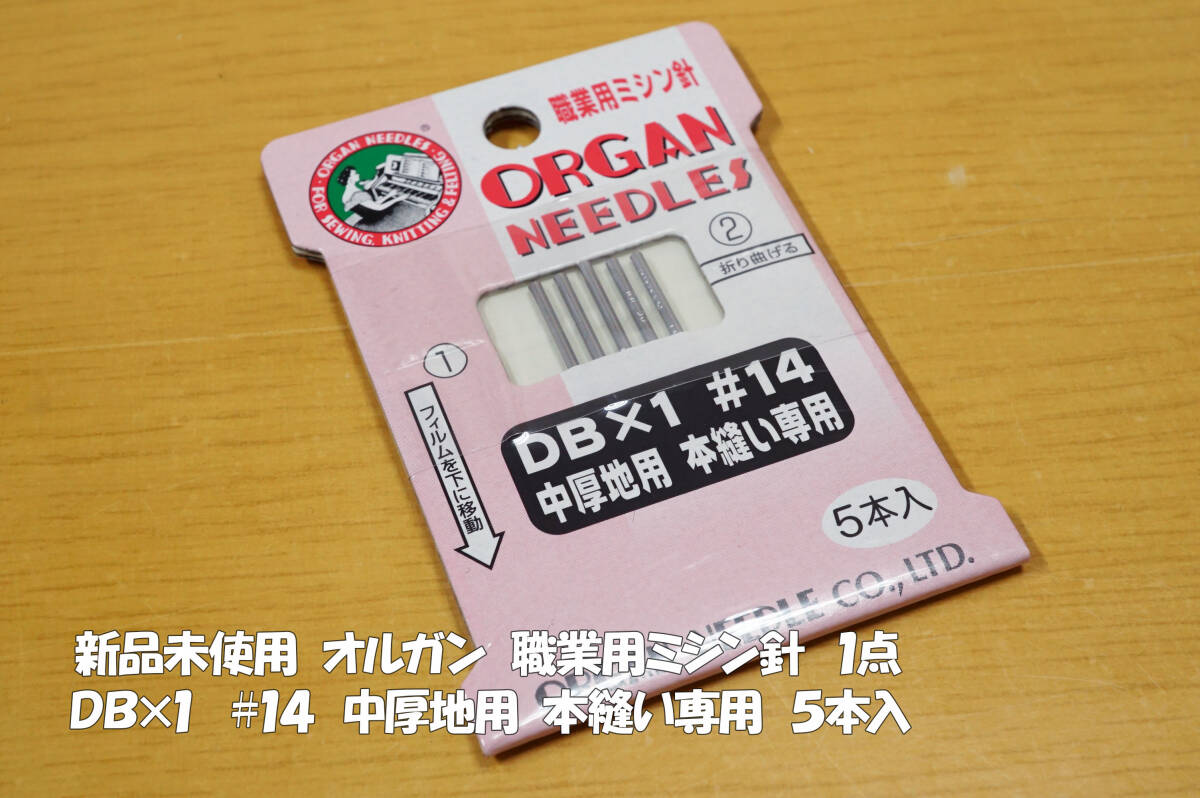 職業用ミシン針
ORGAN
NEEDLES
®
ORGAN NEEDLES
FOR SEWING, KNITTING & FELTING
②
折り曲げる
①
フィルムを下に移動
DB×1 #14
中厚地用 本縫い専用
5本入
NEEDLE CO., LTD.
新品未使用 オルガン 職業用ミシン針 1点
DB×1 #14 中厚地用 本縫い専用 5本入